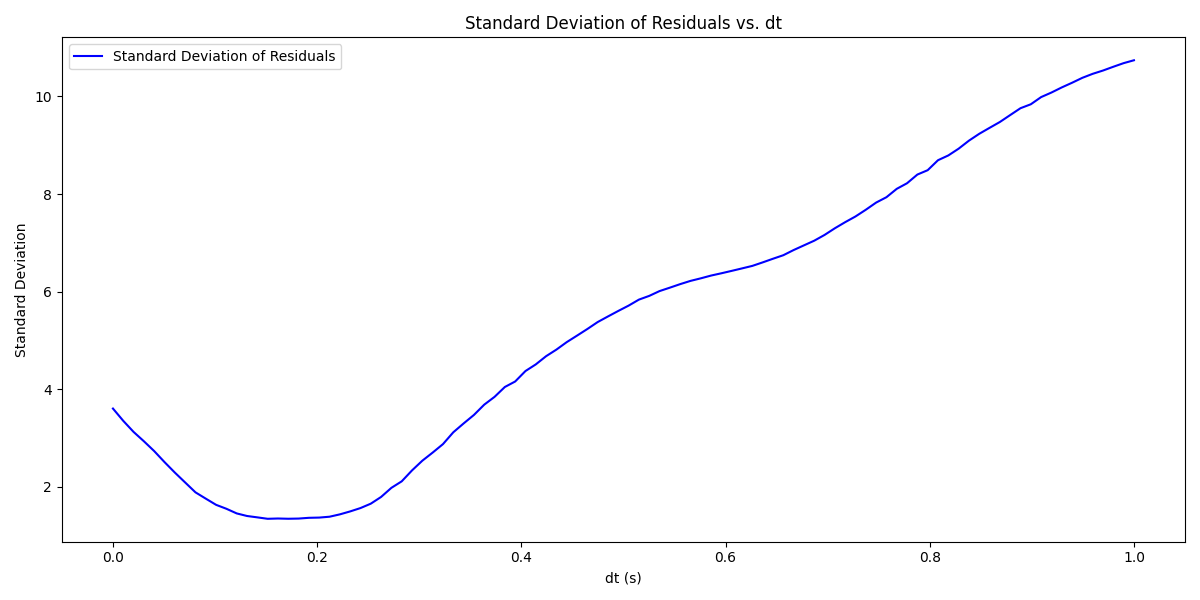 Standard Deviation of Residuals vs. dt
Standard Deviation of Residuals
10
8
6
4
2
Standard Deviation
0.0 0.2 0.4 0.6 0.8 1.0
dt (s)